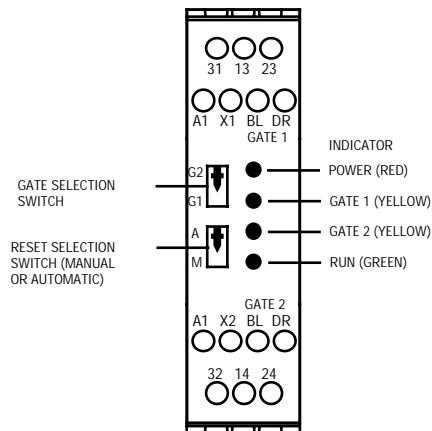 31 13 23
A1 X1 BL DR
GATE 1
INDICATOR
G2
POWER (RED)
GATE SELECTION
SWITCH
G1
GATE 1 (YELLOW)
A
GATE 2 (YELLOW)
RESET SELECTION
SWITCH (MANUAL
OR AUTOMATIC)
M
RUN (GREEN)
GATE 2
A1 X2 BL DR
32 14 24